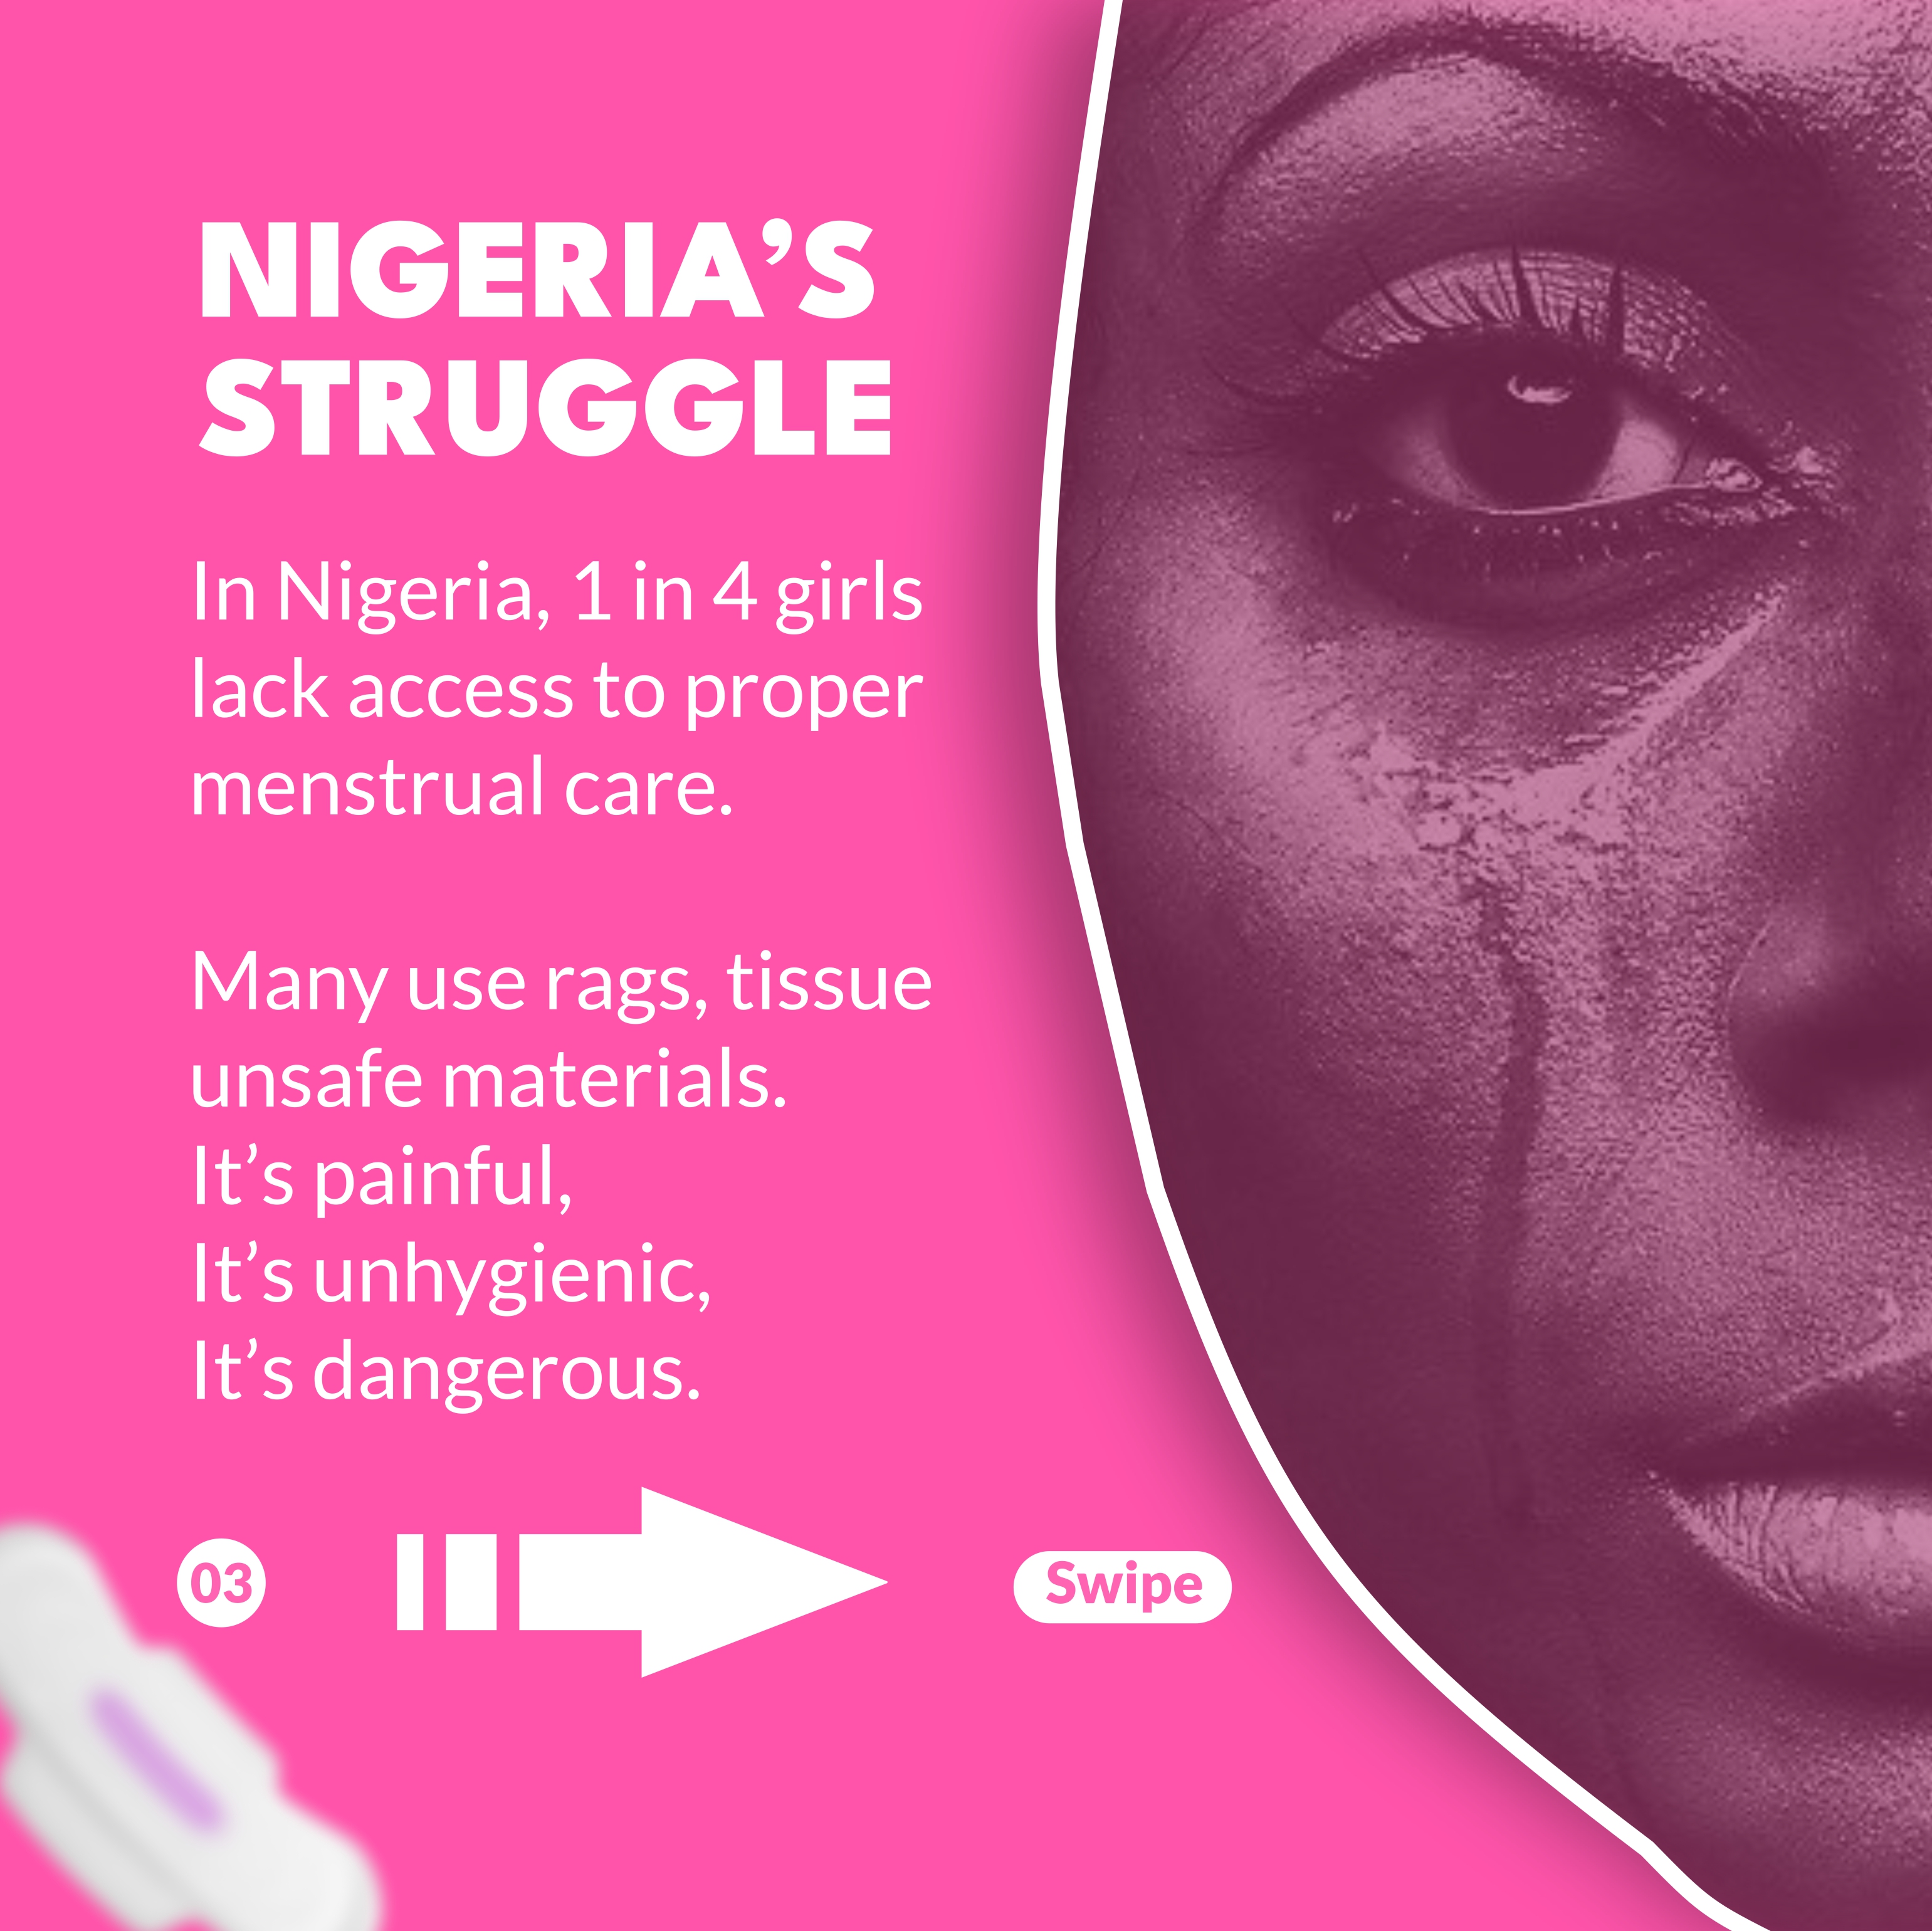 NIGERIA’S
STRUGGLE
In Nigeria, 1 in 4 girls
lack access to proper
menstrual care.
Many use rags, tissue
unsafe materials.
It’s painful,
It’s unhygienic,
It’s dangerous.
03
Swipe